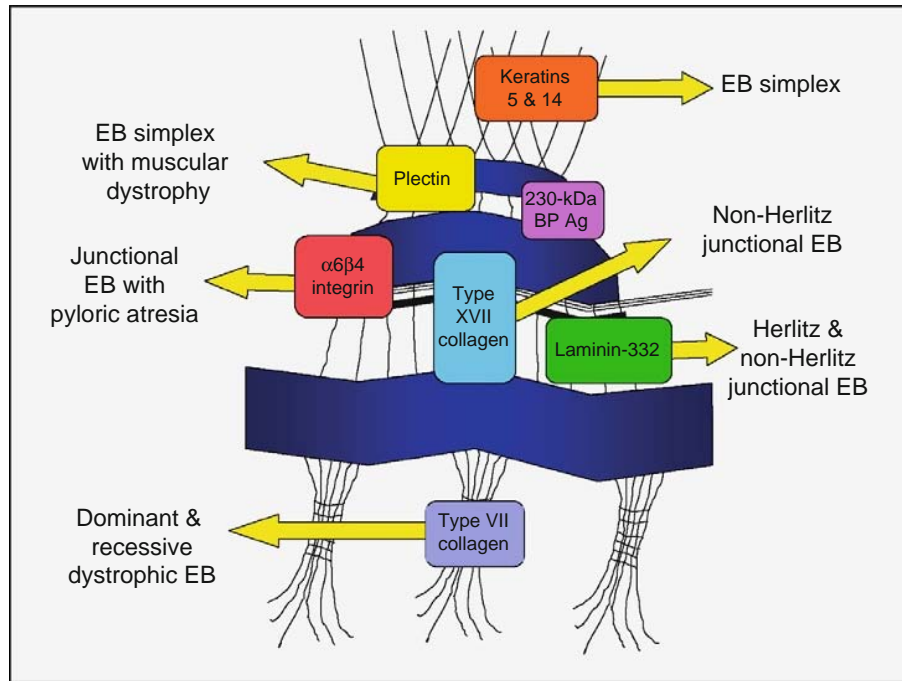 Keratins
5 & 14
EB simplex
EB simplex
with muscular
dystrophy
Plectin
230-kDa
BP Ag
Non-Herlitz
junctional EB
Junctional
EB with
pyloric atresia
α6β4
integrin
Type
XVII
collagen
Laminin-332
Herlitz &
non-Herlitz
junctional EB
Dominant &
recessive
dystrophic EB
Type VII
collagen